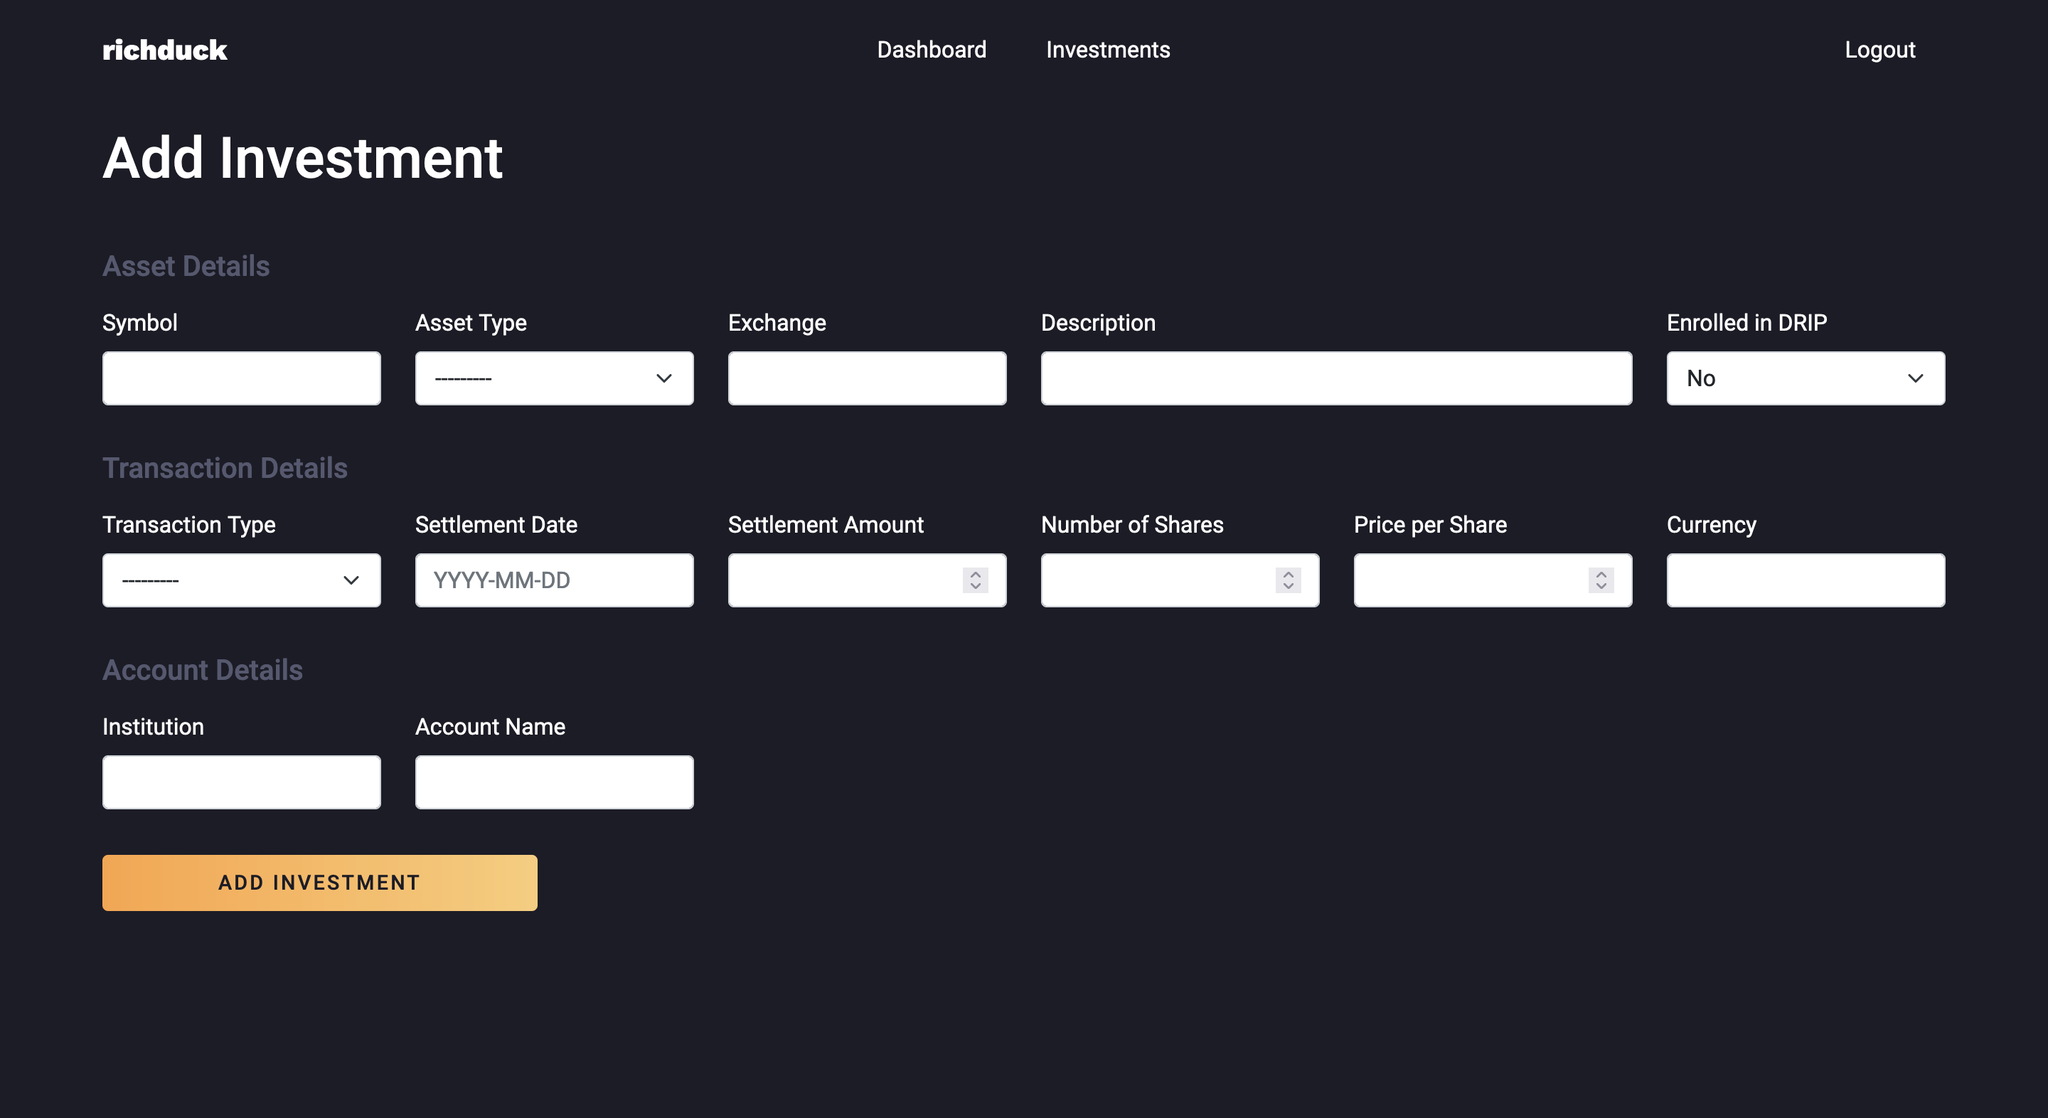 richduck Dashboard Investments Logout
Add Investment
Asset Details
Symbol Asset Type Exchange Description Enrolled in DRIP
--------- No
Transaction Details
Transaction Type Settlement Date Settlement Amount Number of Shares Price per Share Currency
--------- YYYY-MM-DD
Account Details
Institution Account Name
ADD INVESTMENT